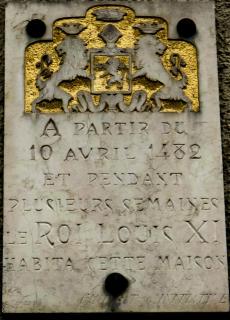 A PARTIR DU
10 AVRIL 1482
ET PENDANT
PLUSIEURS SEMAINES
LE ROI LOUIS XI
HABITA CETTE MAISON